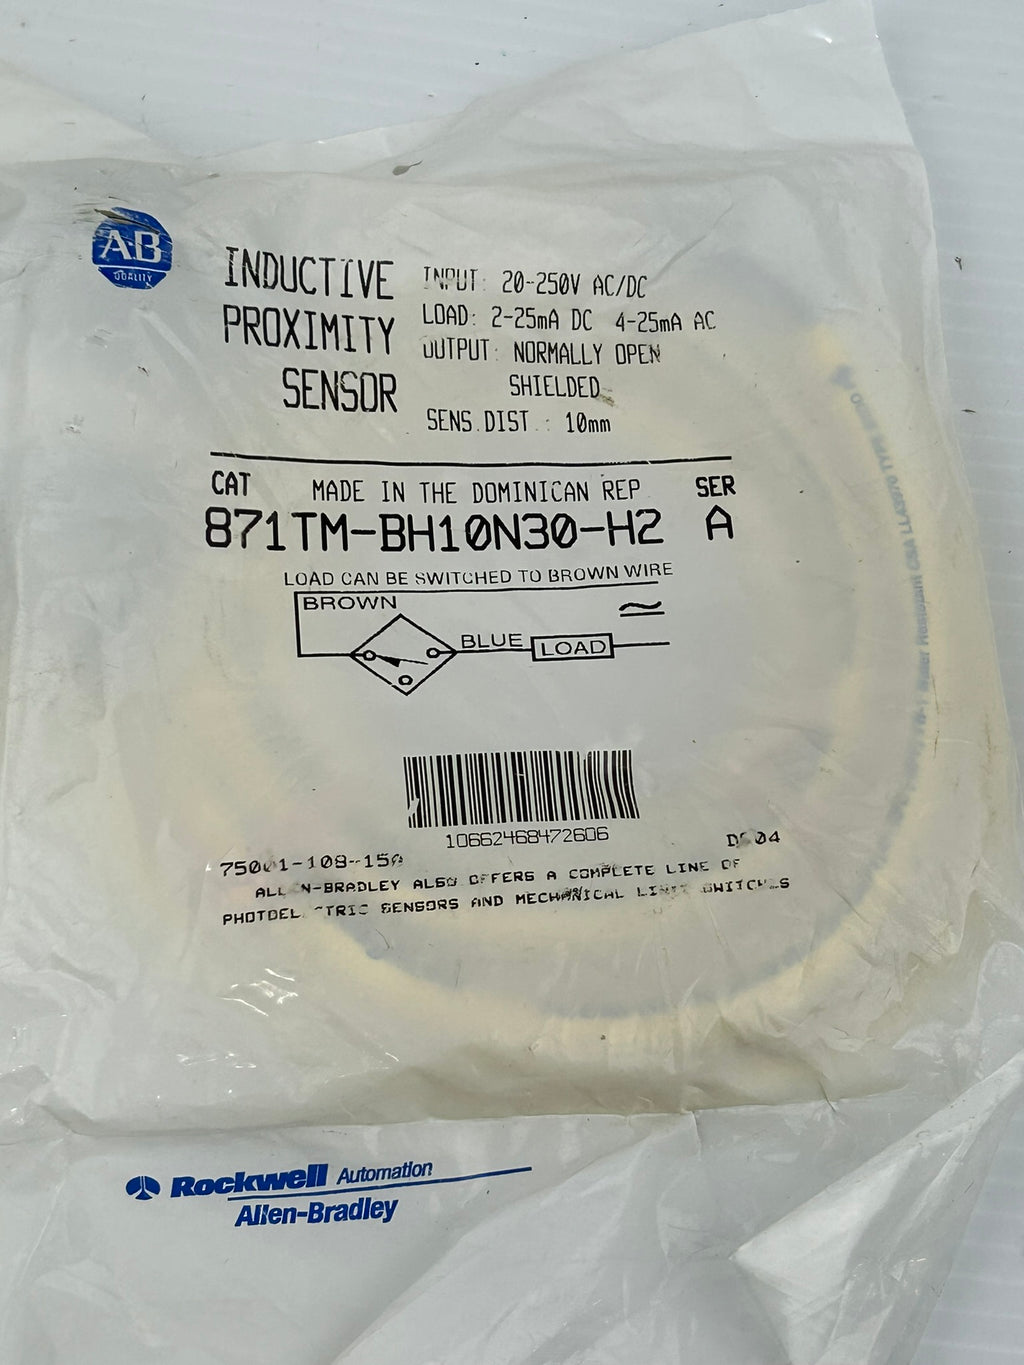 A-B
QUALITY
INDUCTIVE
PROXIMITY
SENSOR
INPUT: 20-250V AC/DC
LOAD: 2-25mA DC 4-25mA AC
OUTPUT: NORMALLY OPEN
SHIELDED
SENS.DIST.: 10mm
CAT MADE IN THE DOMINICAN REP SER
871TM-BH10N30-H2 A
LOAD CAN BE SWITCHED TO BROWN WIRE
BROWN
BLUE LOAD
10662468472606
75001-108-15A
ALLEN-BRADLEY ALSO OFFERS A COMPLETE LINE OF
PHOTOELECTRIC SENSORS AND MECHANICAL LIMIT SWITCHES
Rockwell Automation
Allen-Bradley